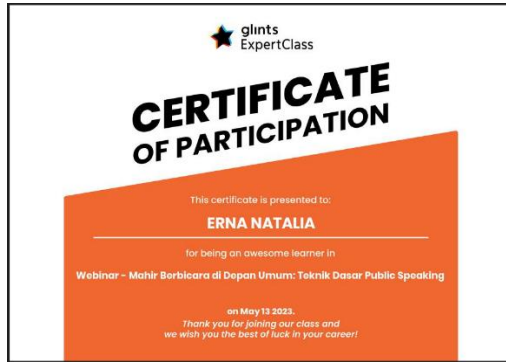 glints
ExpertClass
CERTIFICATE
OF PARTICIPATION
This certificate is presented to:
ERNA NATALIA
for being an awesome learner in
Webinar - Mahir Berbicara di Depan Umum: Teknik Dasar Public Speaking
on May 13 2023.
Thank you for joining our class and
we wish you the best of luck in your career!